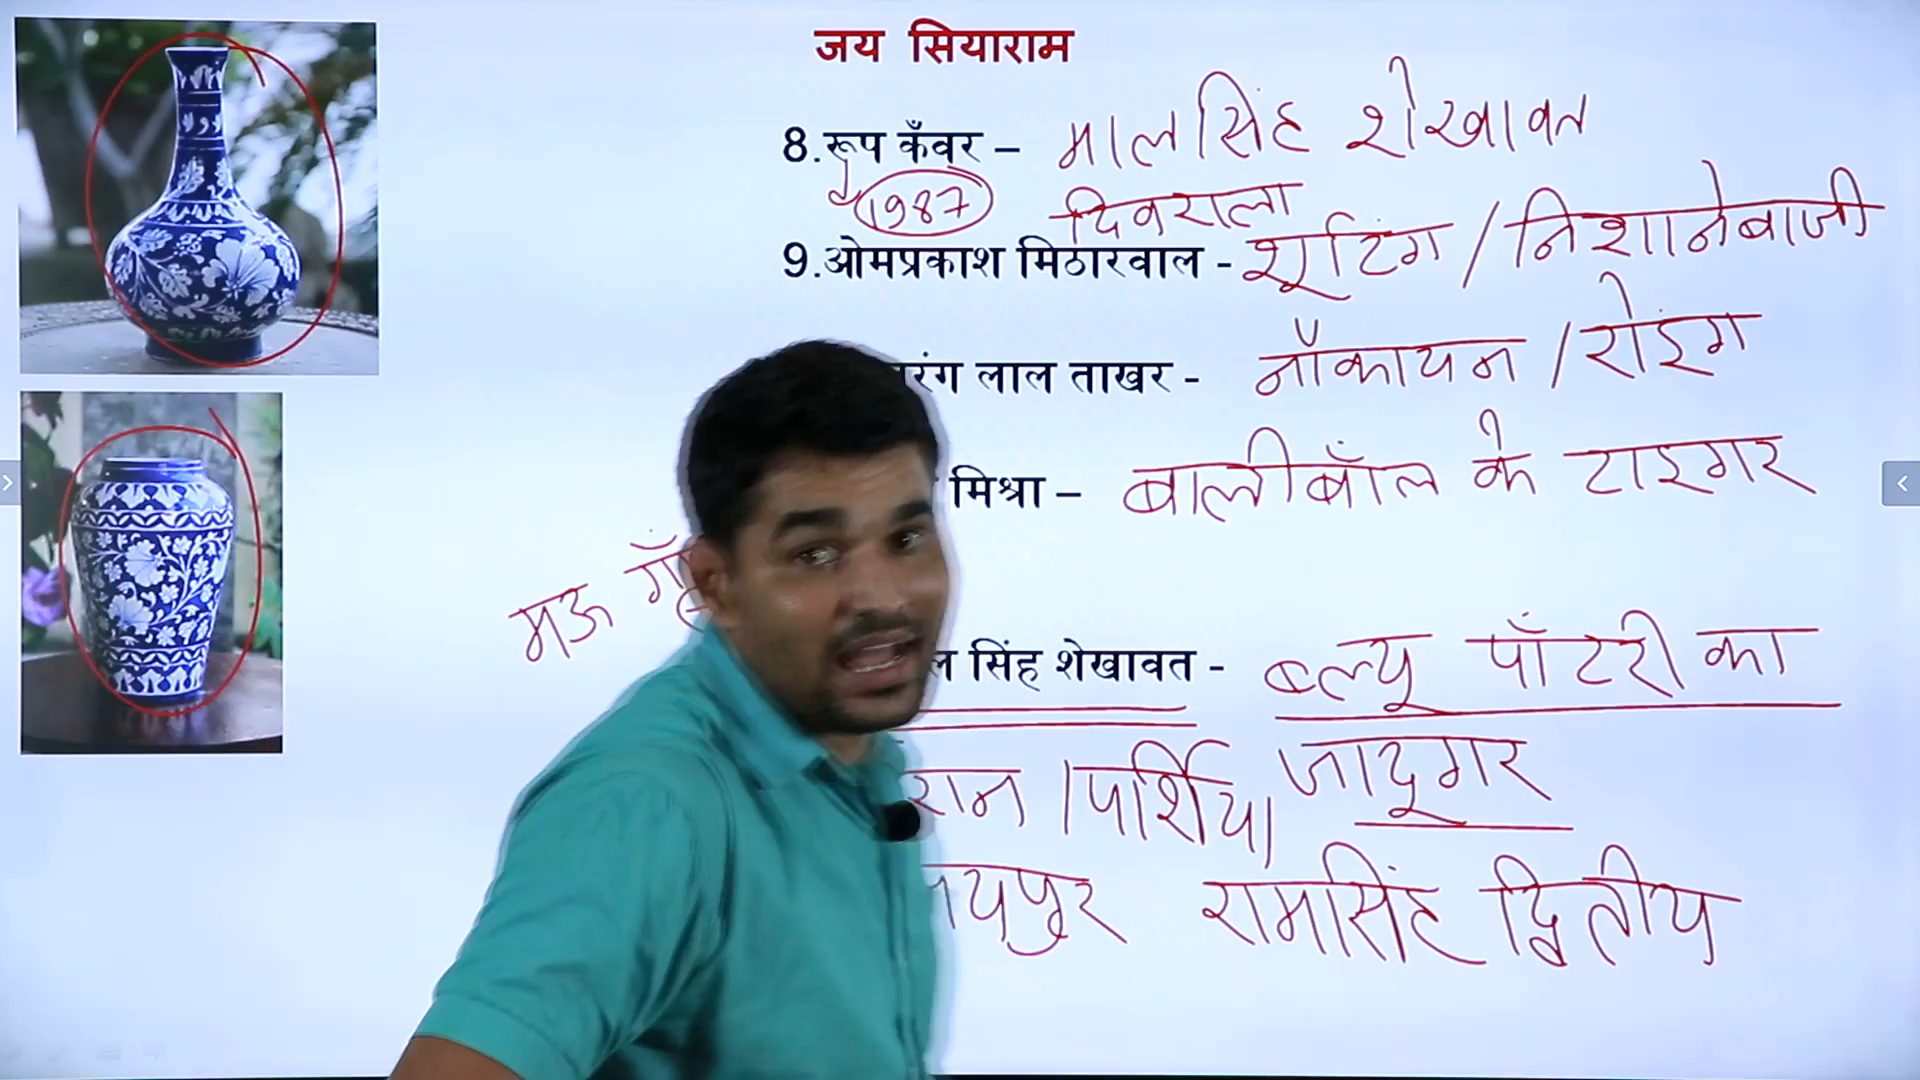 जय सियाराम
8.रूप कँवर – मालसिंह शेखावत
1987 दिवराला
9.ओमप्रकाश मिठारवाल - शूटिंग / निशानेबाजी
लाल ताखर - नौकायन / रोइंग
मिश्रा – बालीबॉल के टाइगर
मऊ
सिंह शेखावत - ब्ल्यू पॉटरी का
जादूगर
पर्शिया
रामसिंह द्वितीय